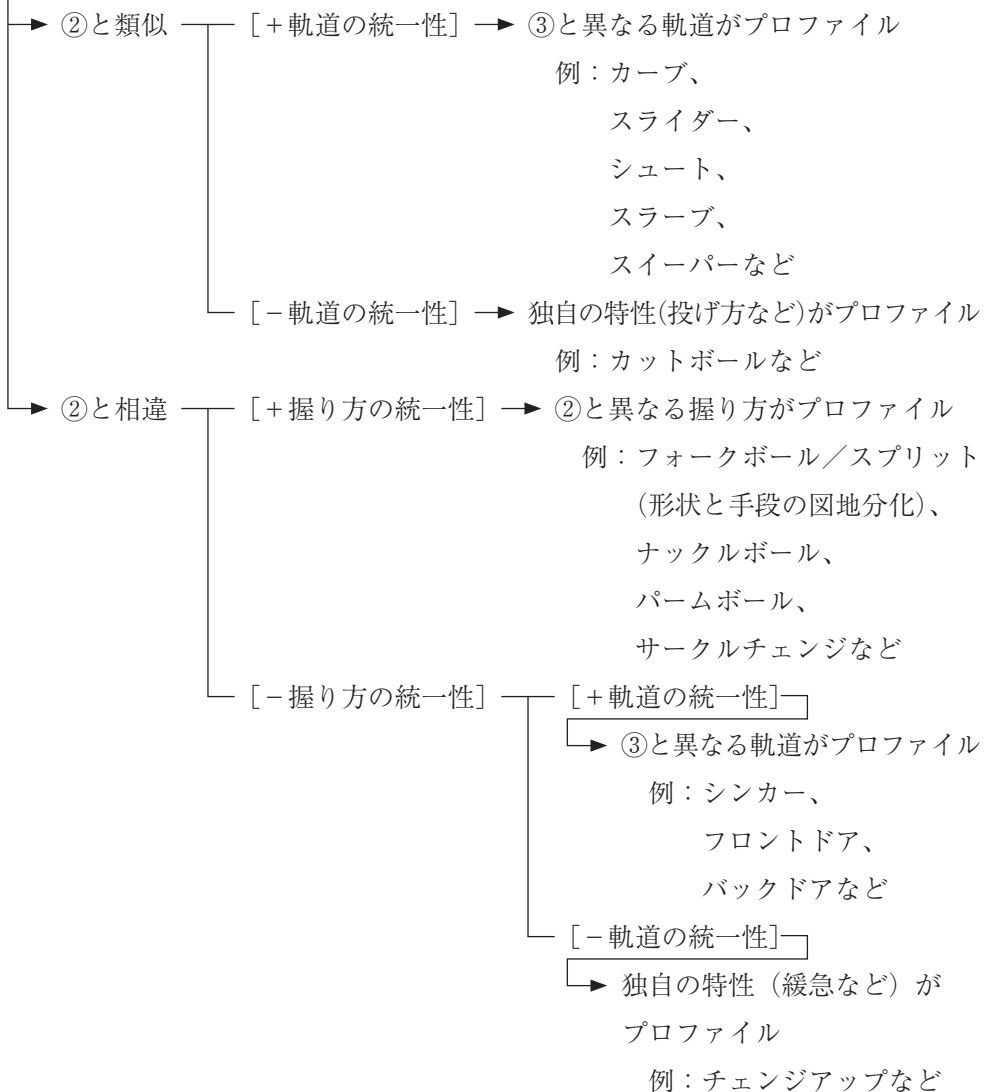 ②と類似 [+軌道の統一性] ③と異なる軌道がプロファイル
例：カーブ、
スライダー、
シュート、
スラーブ、
スイーパーなど
[-軌道の統一性] 独自の特性(投げ方など)がプロファイル
例：カットボールなど
②と相違 [+握り方の統一性] ②と異なる握り方がプロファイル
例：フォークボール／スプリット
(形状と手段の図地分化)、
ナックルボール、
パームボール、
サークルチェンジなど
[-握り方の統一性] [+軌道の統一性]
③と異なる軌道がプロファイル
例：シンカー、
フロントドア、
バックドアなど
[-軌道の統一性]
独自の特性（緩急など）が
プロファイル
例：チェンジアップなど